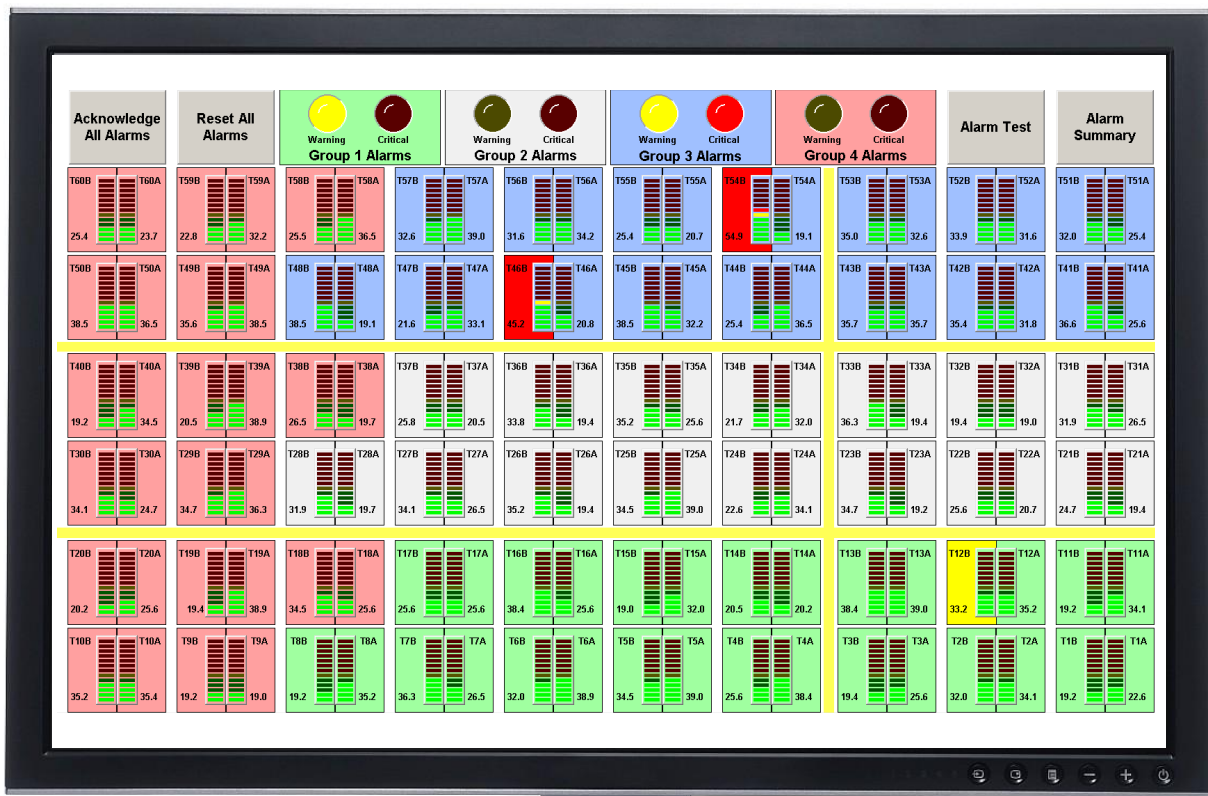 Acknowledge
All Alarms
Reset All
Alarms
Warning Critical
Group 1 Alarms
Warning Critical
Group 2 Alarms
Warning Critical
Group 3 Alarms
Warning Critical
Group 4 Alarms
Alarm Test
Alarm
Summary
T60B T60A T59B T59A T58B T58A T57B T57A T56B T56A T55B T55A T54B T54A T53B T53A T52B T52A T51B T51A
25.4 23.7 22.8 32.2 25.5 36.5 32.6 39.0 31.6 34.2 25.4 20.7 54.9 19.1 35.0 32.6 33.9 31.6 32.0 25.4
T50B T50A T49B T49A T48B T48A T47B T47A T46B T46A T45B T45A T44B T44A T43B T43A T42B T42A T41B T41A
38.5 36.5 35.6 38.5 38.5 19.1 21.6 33.1 45.2 20.8 38.5 32.2 25.4 36.5 35.7 35.7 35.4 31.8 36.6 25.6
T40B T40A T39B T39A T38B T38A T37B T37A T36B T36A T35B T35A T34B T34A T33B T33A T32B T32A T31B T31A
19.2 34.5 20.5 38.9 26.5 19.7 25.8 20.5 33.8 19.4 35.2 25.6 21.7 32.0 36.3 19.4 19.4 19.0 31.9 26.5
T30B T30A T29B T29A T28B T28A T27B T27A T26B T26A T25B T25A T24B T24A T23B T23A T22B T22A T21B T21A
34.1 24.7 34.7 36.3 31.9 19.7 34.1 26.5 35.2 19.4 34.5 39.0 22.6 34.1 34.7 19.2 25.6 20.7 24.7 19.4
T20B T20A T19B T19A T18B T18A T17B T17A T16B T16A T15B T15A T14B T14A T13B T13A T12B T12A T11B T11A
20.2 25.6 19.4 38.9 34.5 25.6 25.6 25.6 38.4 25.6 19.0 32.0 20.5 20.2 38.4 39.0 33.2 35.2 19.2 34.1
T10B T10A T9B T9A T8B T8A T7B T7A T6B T6A T5B T5A T4B T4A T3B T3A T2B T2A T1B T1A
35.2 35.4 19.2 19.0 19.2 35.2 36.3 26.5 32.0 38.9 34.5 39.0 25.6 38.4 19.4 25.6 32.0 34.1 19.2 22.6